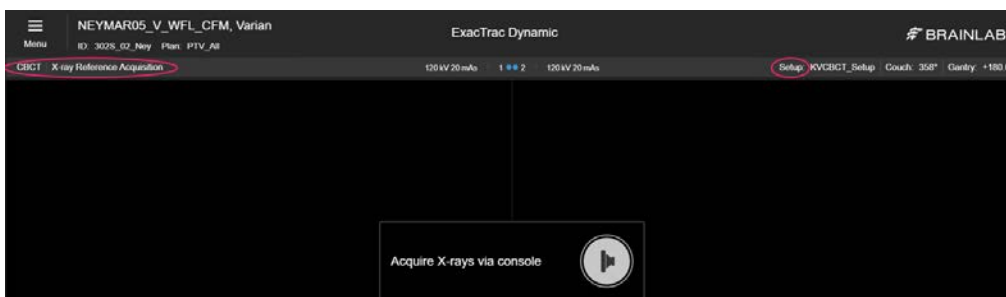 NEYMAR05_V_WFL_CFM, Varian
Menu
ID: 302S_02_Ney Plan: PTV_All
ExacTrac Dynamic
BRAINLAB
CBCT X-ray Reference Acquisition
120 kV 20 mAs 1 2 120 kV 20 mAs
Setup: KVCBCT_Setup Couch: 358° Gantry: +180.
Acquire X-rays via console